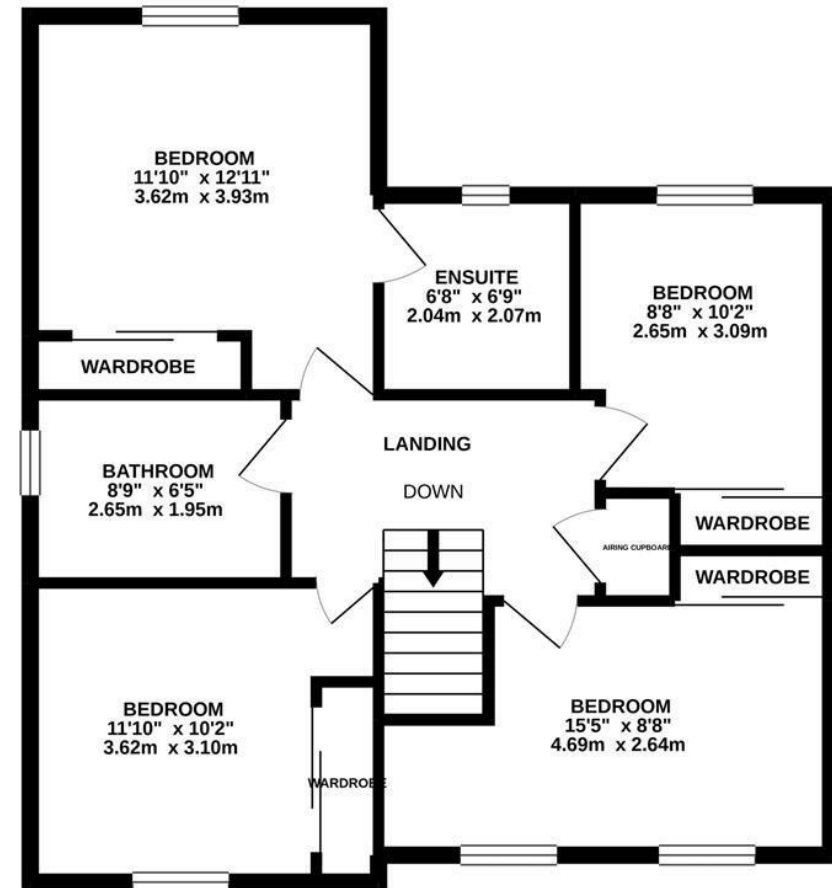 BEDROOM
11'10" x 12'11"
3.62m x 3.93m
ENSUITE
6'8" x 6'9"
2.04m x 2.07m
BEDROOM
8'8" x 10'2"
2.65m x 3.09m
WARDROBE
LANDING
DOWN
BATHROOM
8'9" x 6'5"
2.65m x 1.95m
WARDROBE
AIRING CUPBOARD
WARDROBE
BEDROOM
11'10" x 10'2"
3.62m x 3.10m
WARDROBE
BEDROOM
15'5" x 8'8"
4.69m x 2.64m